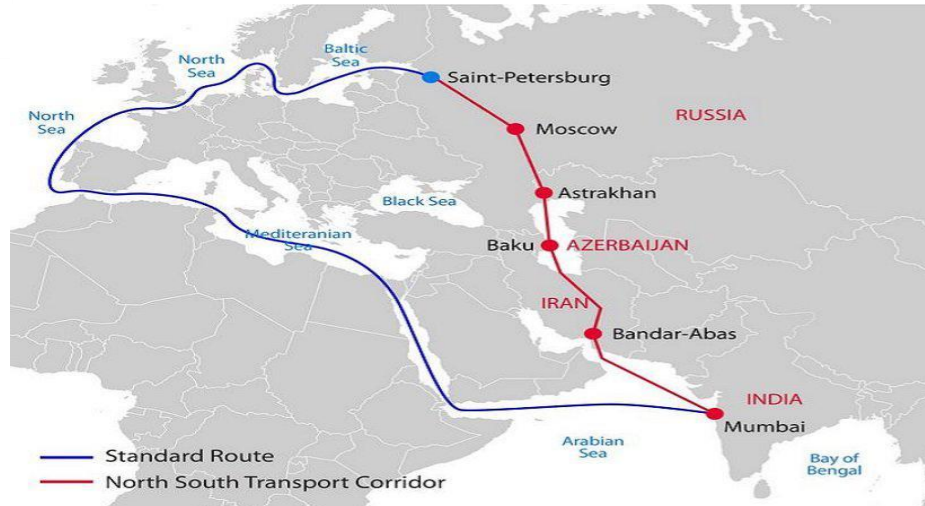 Baltic
Sea
North
Sea
Saint-Petersburg
North
Sea
RUSSIA
Moscow
Astrakhan
Black Sea
Mediteranian
Sea
Baku
AZERBAIJAN
IRAN
Bandar-Abas
INDIA
Mumbai
Arabian
Sea
Bay of
Bengal
Standard Route
North South Transport Corridor